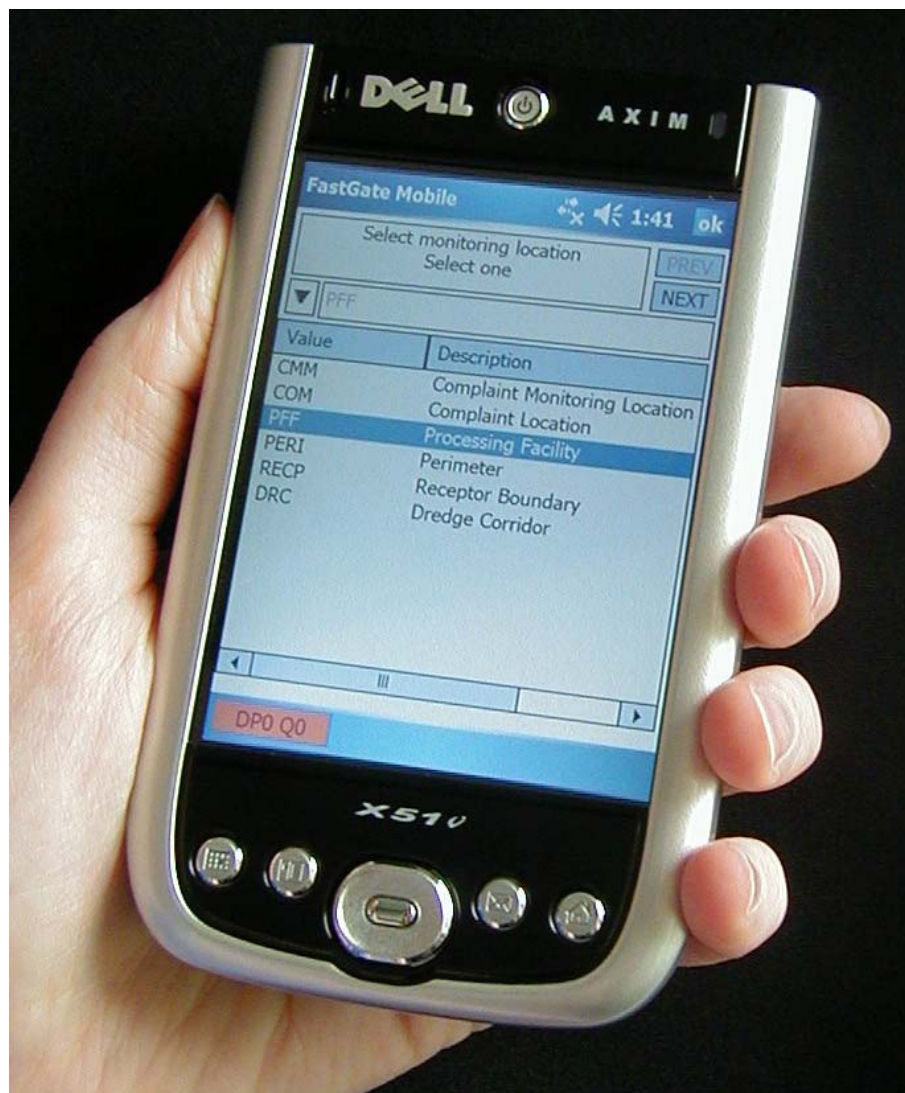 DELL AXIM
FastGate Mobile 1:41 ok
Select monitoring location
Select one
PREV
NEXT
PFF
Value Description
CMM Complaint Monitoring Location
COM Complaint Location
PFF Processing Facility
PERI Perimeter
RECP Receptor Boundary
DRC Dredge Corridor
DP0 Q0
X51v